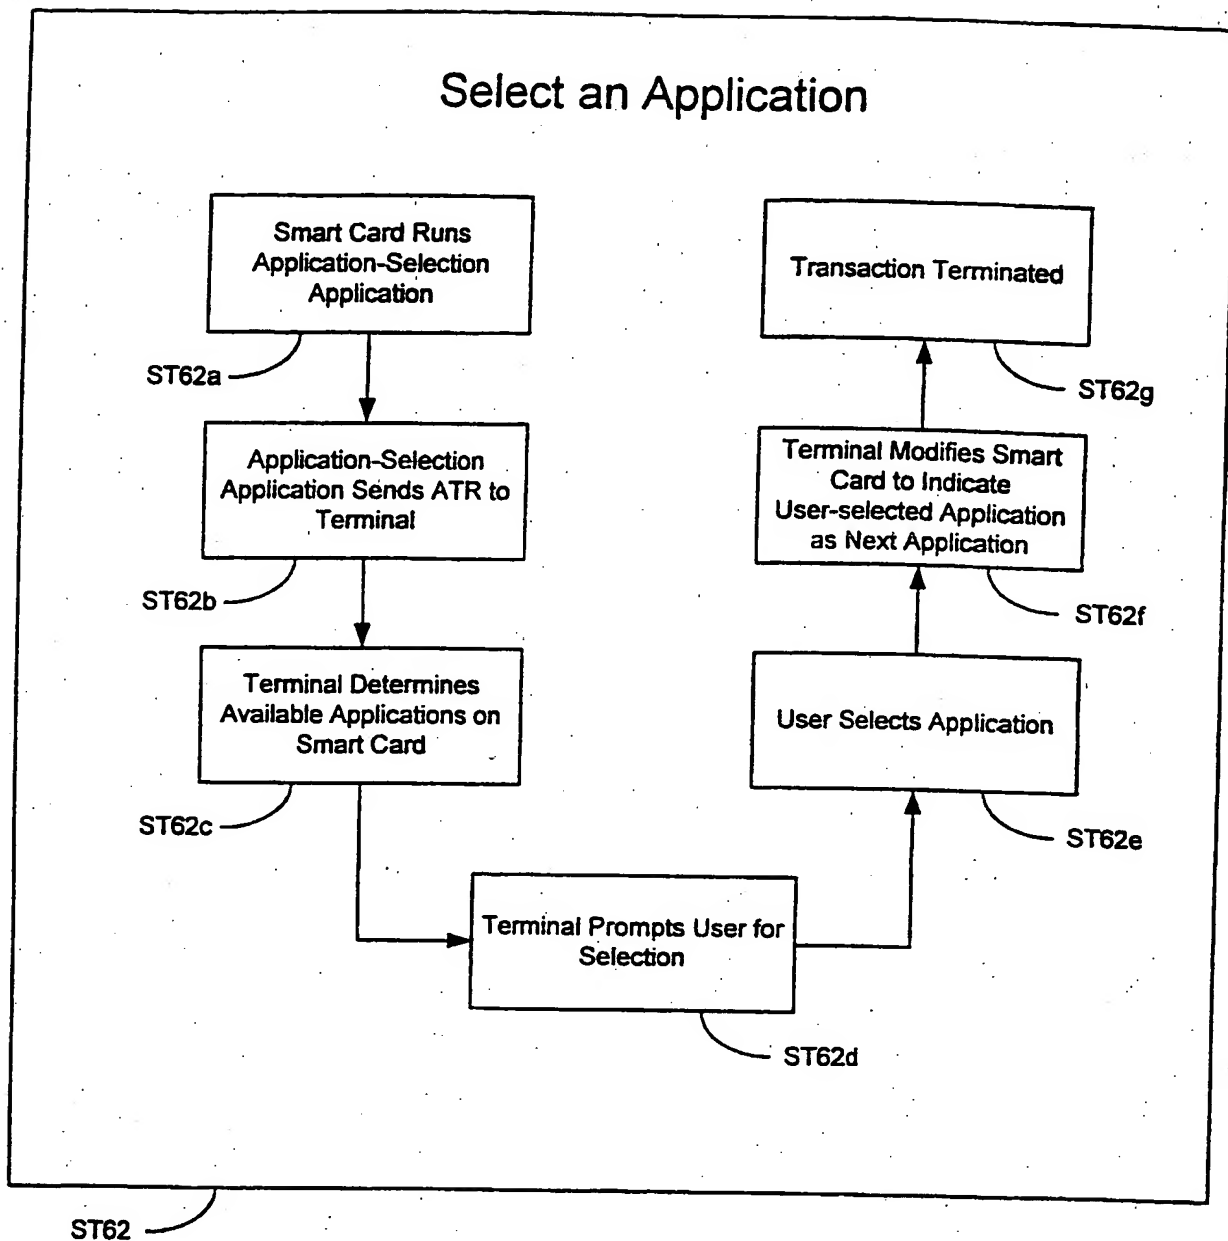 Select an Application
Smart Card Runs
Application-Selection
Application
ST62a
Application-Selection
Application Sends ATR to
Terminal
ST62b
Terminal Determines
Available Applications on
Smart Card
ST62c
Terminal Prompts User for
Selection
ST62d
User Selects Application
ST62e
Terminal Modifies Smart
Card to Indicate
User-selected Application
as Next Application
ST62f
Transaction Terminated
ST62g
ST62